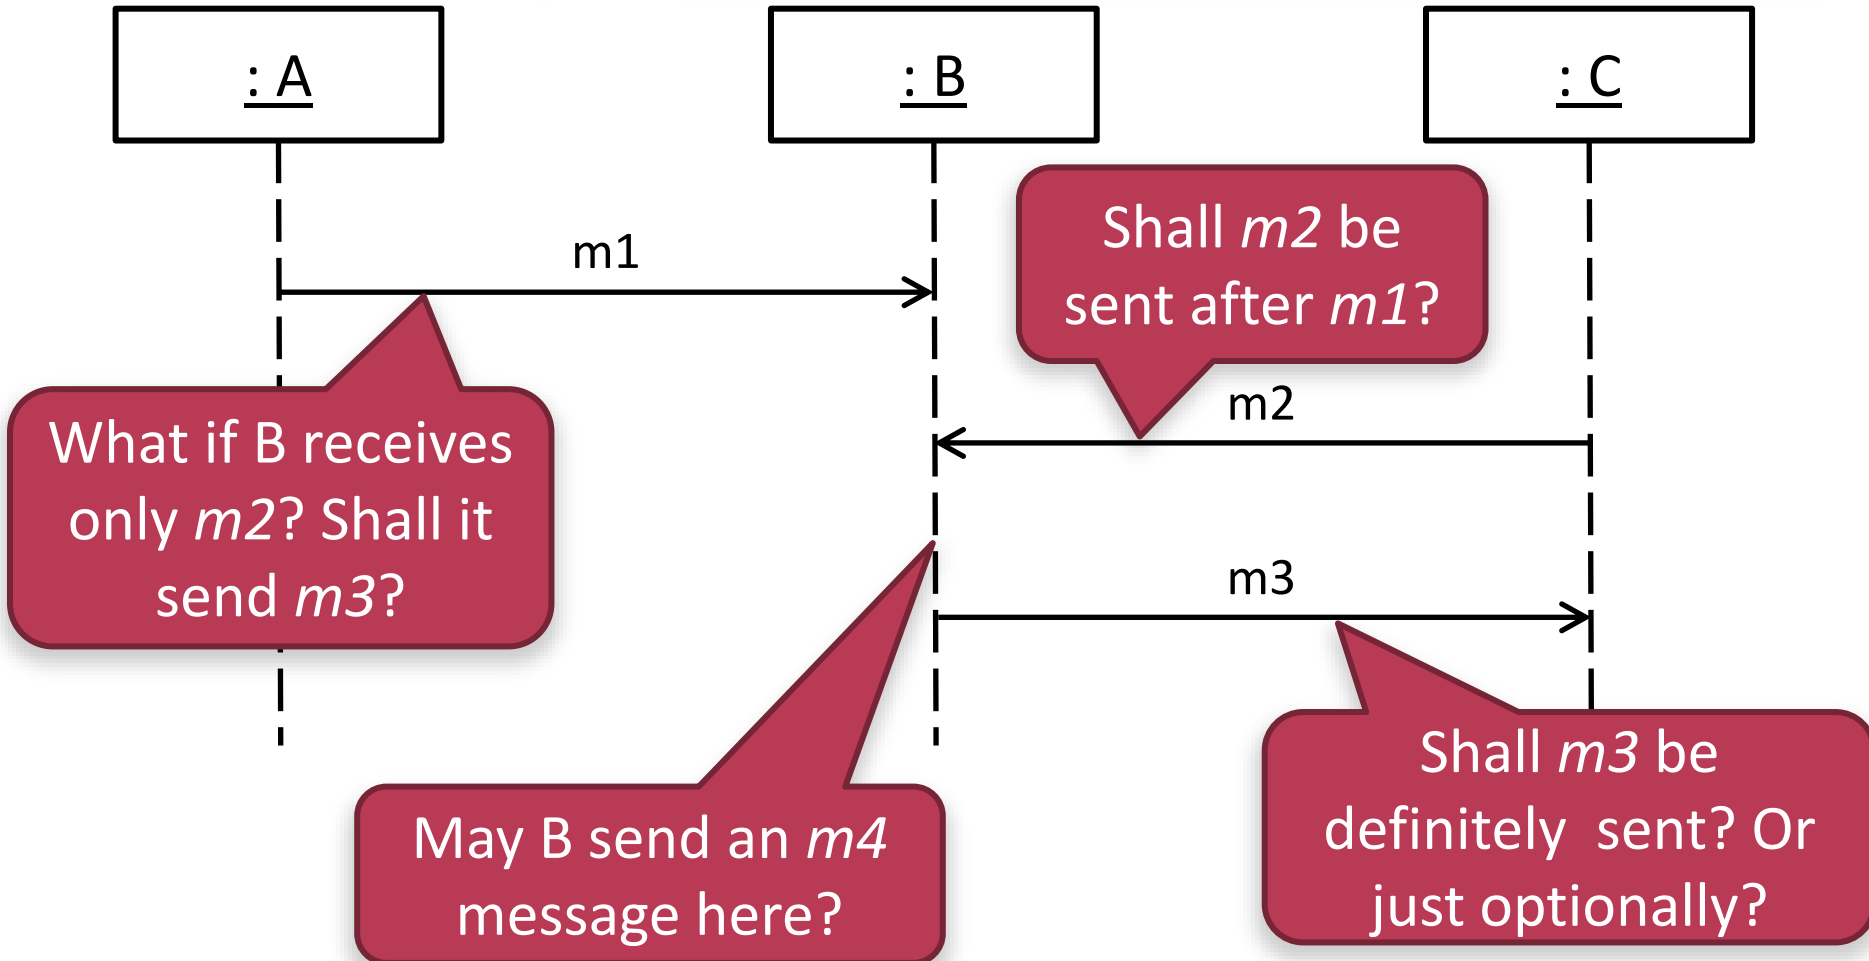 : A
: B
: C
m1
Shall m2 be
sent after m1?
m2
What if B receives
only m2? Shall it
send m3?
m3
May B send an m4
message here?
Shall m3 be
definitely  sent? Or
just optionally?